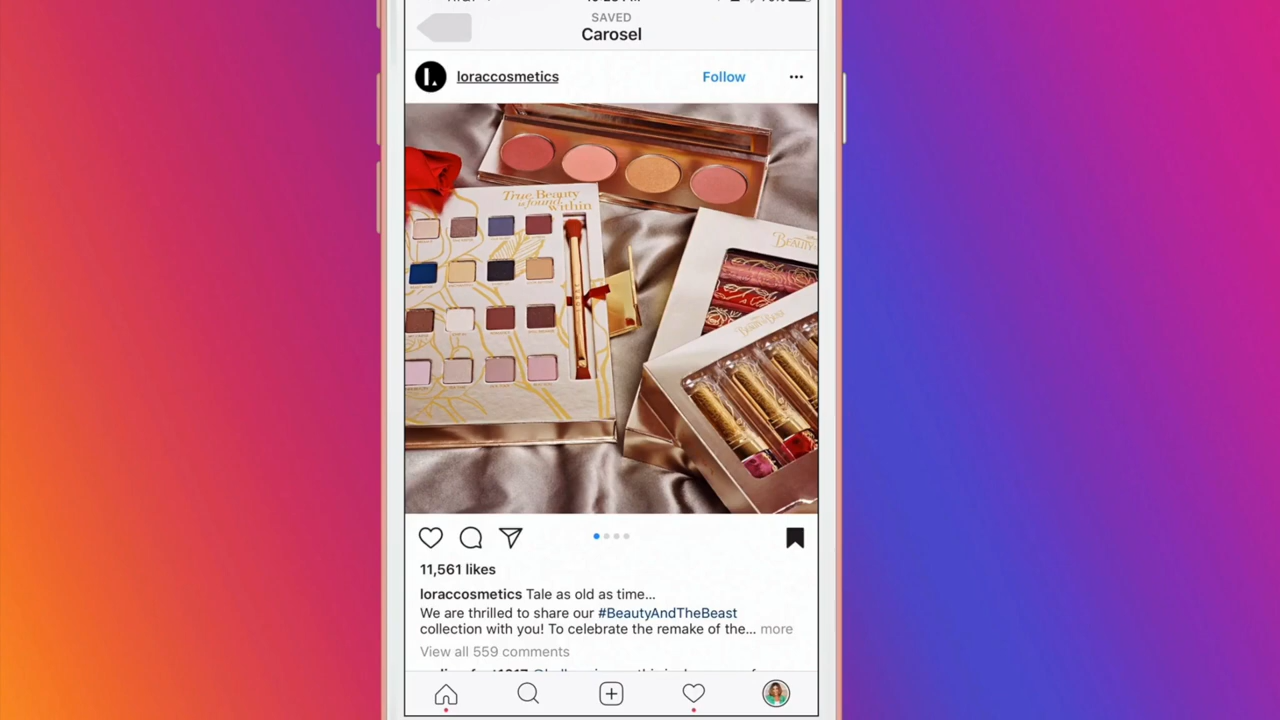 SAVED
Carosel
loraccosmetics
Follow
True Beauty
is found
within
BEAUTY
11,561 likes
loraccosmetics Tale as old as time...
We are thrilled to share our #BeautyAndTheBeast
collection with you! To celebrate the remake of the... more
View all 559 comments